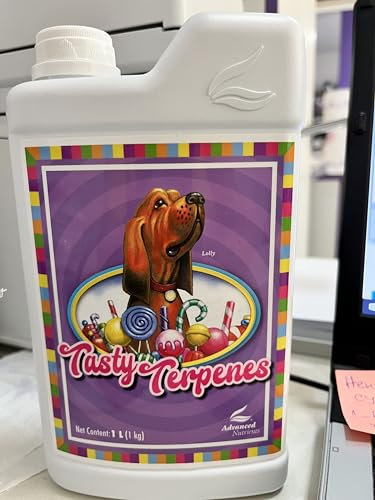 Lolly
Tasty Terpenes
Net Content: 1 L (1 kg)
Advanced
Nutrients